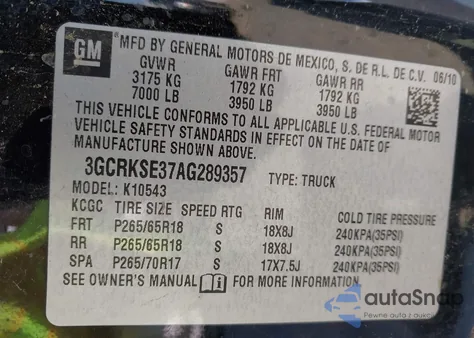 GM
MFD BY GENERAL MOTORS DE MEXICO, S. DE R.L. DE C.V. 06/10
GVWR GAWR FRT GAWR RR
3175 KG 1792 KG 1792 KG
7000 LB 3950 LB 3950 LB
THIS VEHICLE CONFORMS TO ALL APPLICABLE U.S. FEDERAL MOTOR
VEHICLE SAFETY STANDARDS IN EFFECT ON THE DATE OF
MANUFACTURE SHOWN ABOVE.
3GCRKSE37AG289357 TYPE: TRUCK
MODEL: K10543
KCGC TIRE SIZE SPEED RTG RIM COLD TIRE PRESSURE
FRT P265/65R18 S 18X8J 240KPA(35PSI)
RR P265/65R18 S 18X8J 240KPA(35PSI)
SPA P265/70R17 S 17X7.5J 240KPA(35PSI)
SEE OWNER'S MANUAL FOR MORE INFORMATION.
autoSnap
Pewne auto z USA